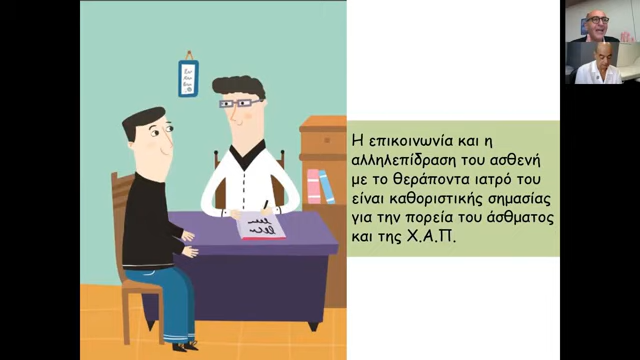 Η επικοινωνία και η
αλληλεπίδραση του ασθενή
με το θεράποντα ιατρό του
είναι καθοριστικής σημασίας
για την πορεία του άσθματος
και της Χ.Α.Π.